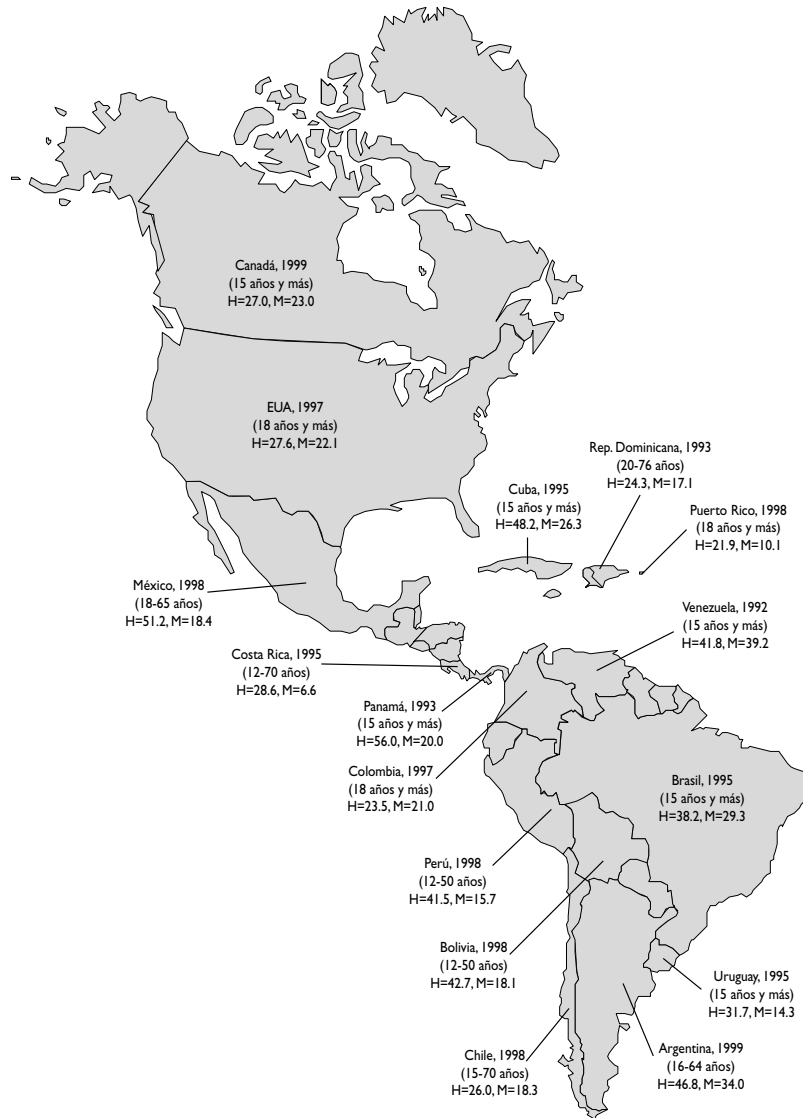 Canadá, 1999
(15 años y más)
H=27.0, M=23.0
EUA, 1997
(18 años y más)
H=27.6, M=22.1
Rep. Dominicana, 1993
(20-76 años)
H=24.3, M=17.1
Cuba, 1995
(15 años y más)
H=48.2, M=26.3
Puerto Rico, 1998
(18 años y más)
H=21.9, M=10.1
México, 1998
(18-65 años)
H=51.2, M=18.4
Venezuela, 1992
(15 años y más)
H=41.8, M=39.2
Costa Rica, 1995
(12-70 años)
H=28.6, M=6.6
Panamá, 1993
(15 años y más)
H=56.0, M=20.0
Colombia, 1997
(18 años y más)
H=23.5, M=21.0
Brasil, 1995
(15 años y más)
H=38.2, M=29.3
Perú, 1998
(12-50 años)
H=41.5, M=15.7
Bolivia, 1998
(12-50 años)
H=42.7, M=18.1
Uruguay, 1995
(15 años y más)
H=31.7, M=14.3
Chile, 1998
(15-70 años)
H=26.0, M=18.3
Argentina, 1999
(16-64 años)
H=46.8, M=34.0